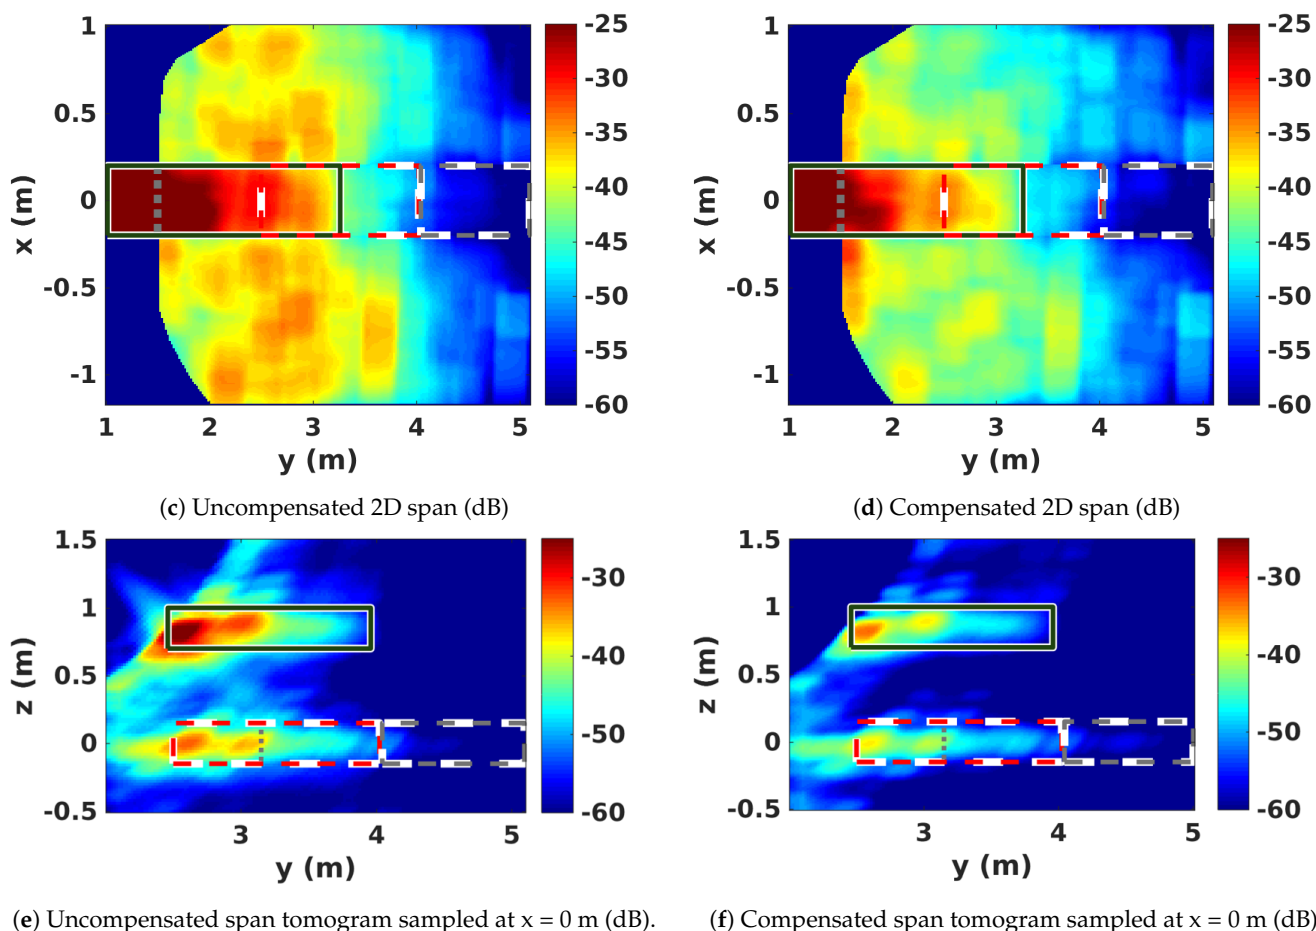 1
0.5
0
-0.5
-1
x (m)
1 2 3 4 5
y (m)
-25
-30
-35
-40
-45
-50
-55
-60
1
0.5
0
-0.5
-1
x (m)
1 2 3 4 5
y (m)
-25
-30
-35
-40
-45
-50
-55
-60
(c) Uncompensated 2D span (dB)
(d) Compensated 2D span (dB)
1.5
1
0.5
0
-0.5
z (m)
3 4 5
y (m)
-30
-40
-50
-60
1.5
1
0.5
0
-0.5
z (m)
3 4 5
y (m)
-30
-40
-50
-60
(e) Uncompensated span tomogram sampled at x = 0 m (dB).
(f) Compensated span tomogram sampled at x = 0 m (dB)